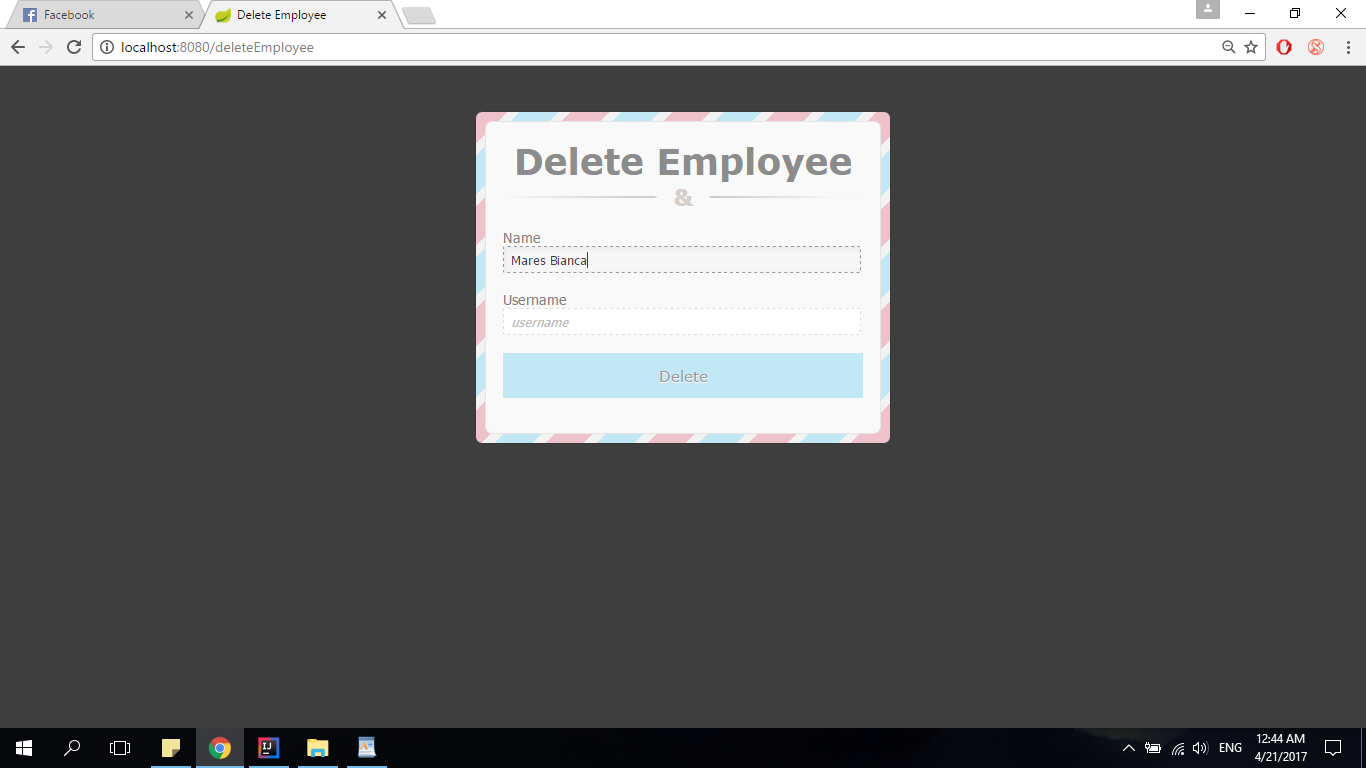 Facebook
Delete Employee
localhost:8080/deleteEmployee
Delete Employee
&
Name
Mares Bianca
Username
username
Delete
ENG
12:44 AM
4/21/2017